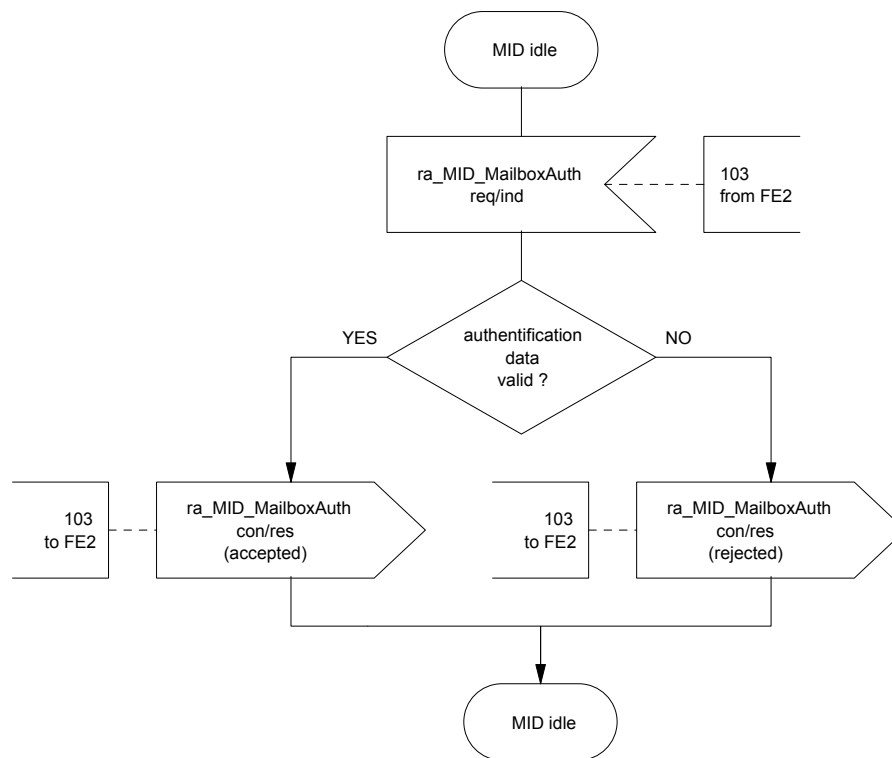 MID idle
ra_MID_MailboxAuth
req/ind
103
from FE2
YES
authentification
data
valid ?
NO
103
to FE2
ra_MID_MailboxAuth
con/res
(accepted)
103
to FE2
ra_MID_MailboxAuth
con/res
(rejected)
MID idle